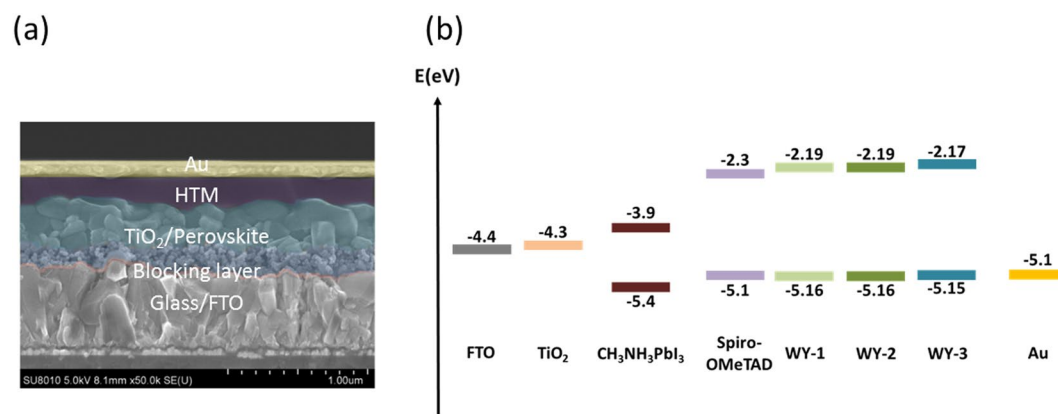 (a)
Au
HTM
TiO₂/Perovskite
Blocking layer
Glass/FTO
SU8010 5.0kV 8.1mm x50.0k SE(U)
1.00um
(b)
E(eV)
-2.3 -2.19 -2.19 -2.17
-3.9
-4.4 -4.3
-5.1
-5.4 -5.1 -5.16 -5.16 -5.15
FTO TiO₂ CH₃NH₃PbI₃ Spiro-
OMeTAD WY-1 WY-2 WY-3 Au